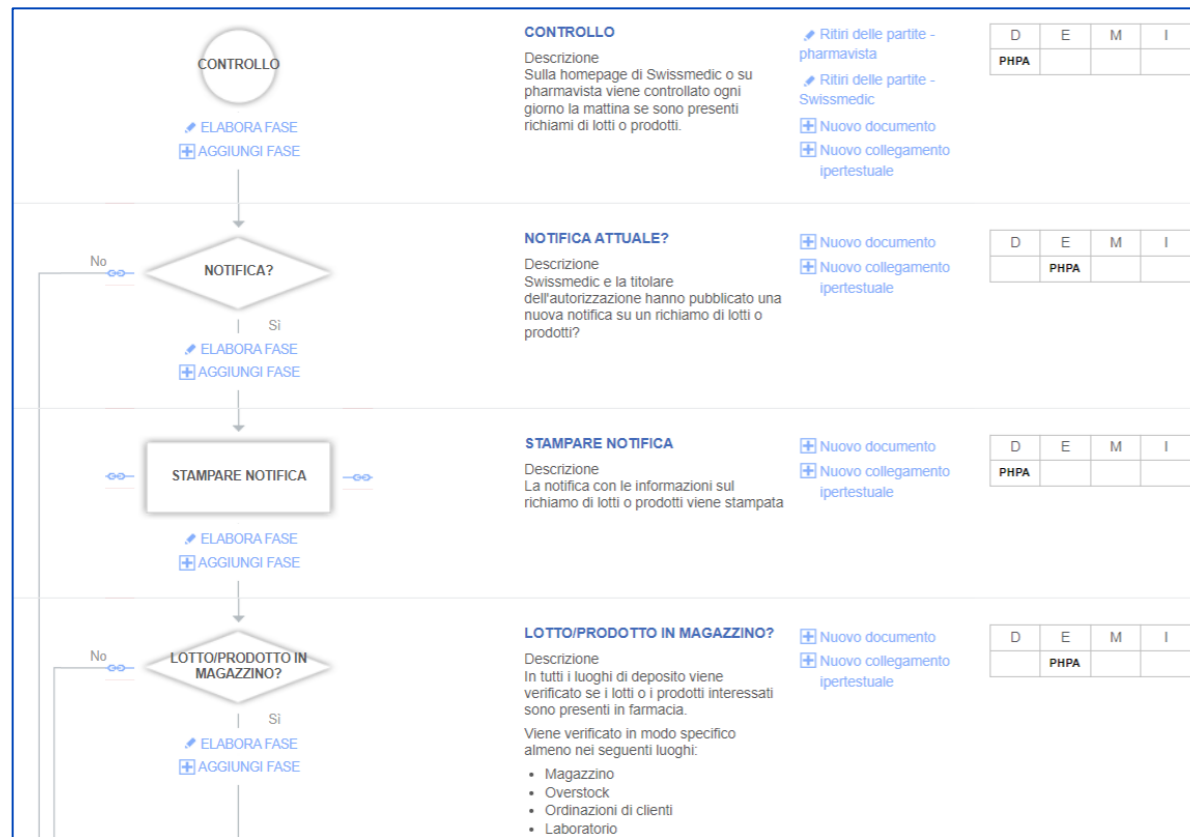 CONTROLLO
ELABORA FASE
AGGIUNGI FASE
CONTROLLO
Descrizione
Sulla homepage di Swissmedic o su
pharmavista viene controllato ogni
giorno la mattina se sono presenti
richiami di lotti o prodotti.
Ritiri delle partite -
pharmavista
Ritiri delle partite -
Swissmedic
Nuovo documento
Nuovo collegamento
ipertestuale
D E M I
PHPA
No
NOTIFICA?
Sì
ELABORA FASE
AGGIUNGI FASE
NOTIFICA ATTUALE?
Descrizione
Swissmedic e la titolare
dell'autorizzazione hanno pubblicato una
nuova notifica su un richiamo di lotti o
prodotti?
Nuovo documento
Nuovo collegamento
ipertestuale
D E M I
PHPA
STAMPARE NOTIFICA
ELABORA FASE
AGGIUNGI FASE
STAMPARE NOTIFICA
Descrizione
La notifica con le informazioni sul
richiamo di lotti o prodotti viene stampata
Nuovo documento
Nuovo collegamento
ipertestuale
D E M I
PHPA
No
LOTTO/PRODOTTO IN
MAGAZZINO?
Sì
ELABORA FASE
AGGIUNGI FASE
LOTTO/PRODOTTO IN MAGAZZINO?
Descrizione
In tutti i luoghi di deposito viene
verificato se i lotti o i prodotti interessati
sono presenti in farmacia.
Viene verificato in modo specifico
almeno nei seguenti luoghi:
• Magazzino
• Overstock
• Ordinazioni di clienti
• Laboratorio
Nuovo documento
Nuovo collegamento
ipertestuale
D E M I
PHPA